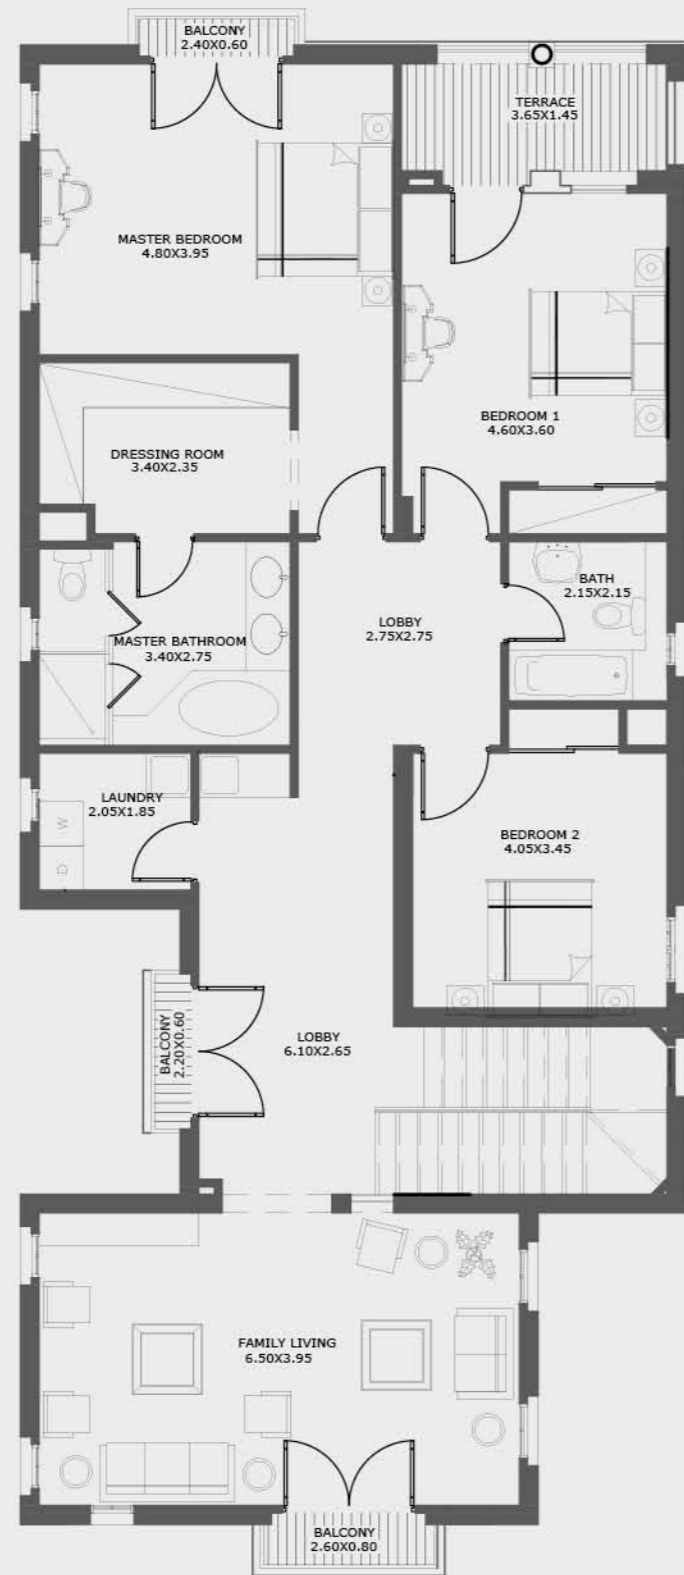 BALCONY
2.40X0.60
TERRACE
3.65X1.45
MASTER BEDROOM
4.80X3.95
BEDROOM 1
4.60X3.60
DRESSING ROOM
3.40X2.35
BATH
2.15X2.15
LOBBY
2.75X2.75
MASTER BATHROOM
3.40X2.75
LAUNDRY
2.05X1.85
W
D
BEDROOM 2
4.05X3.45
BALCONY
2.20X0.60
LOBBY
6.10X2.65
FAMILY LIVING
6.50X3.95
BALCONY
2.60X0.80